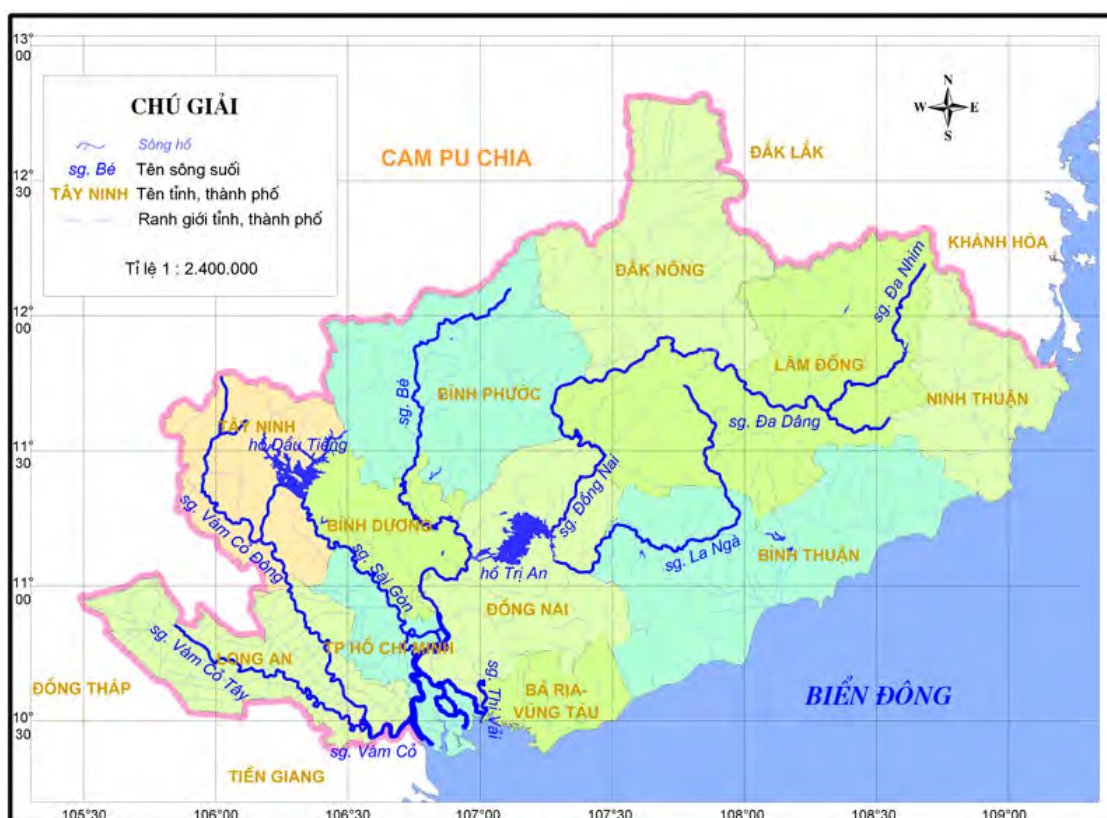 13°
00
CHÚ GIẢI
Sông hồ
sg. Bé Tên sông suối
TÂY NINH Tên tỉnh, thành phố
Ranh giới tỉnh, thành phố
Tỉ lệ 1 : 2.400.000
N
W E
S
CAM PU CHIA
ĐẮK LẮK
12°
30
KHÁNH HÒA
ĐẮK NÔNG
sg. Đa Nhim
12°
00
LÂM ĐỒNG
sg. Bé
BÌNH PHƯỚC
NINH THUẬN
TÂY NINH
sg. Đa Dâng
hồ Dầu Tiếng
11°
30
sg. Đồng Nai
sg. Vàm Cỏ Đông
BÌNH DƯƠNG
sg. Sài Gòn
sg. La Ngà
BÌNH THUẬN
hồ Trị An
11°
00
ĐỒNG NAI
TP HỒ CHÍ MINH
LONG AN
sg. Vàm Cỏ Tây
sg. Thị Vải
ĐỒNG THÁP
BÀ RỊA-
VŨNG TÀU
BIỂN ĐÔNG
10°
30
sg. Vàm Cỏ
TIỀN GIANG
105°30 106°00 106°30 107°00 107°30 108°00 108°30 109°00